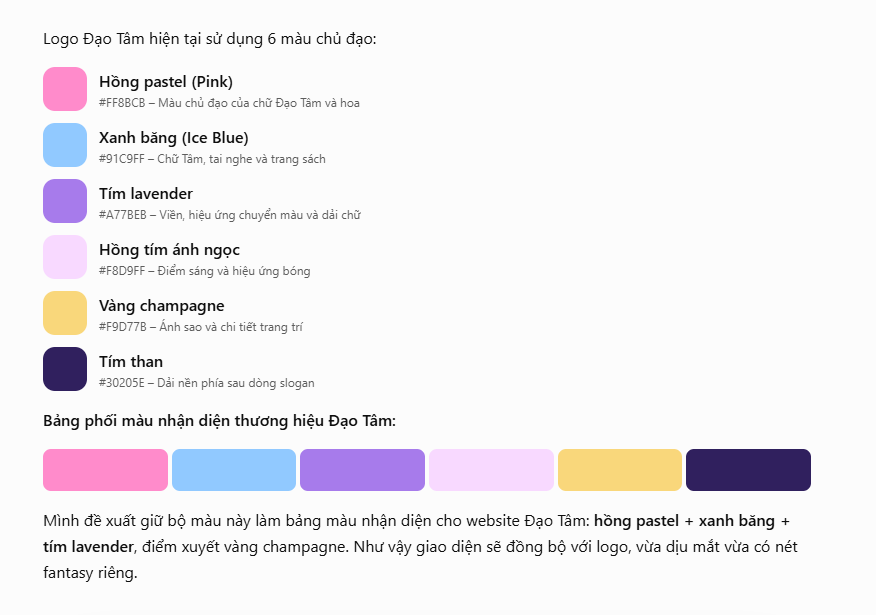 Logo Đạo Tâm hiện tại sử dụng 6 màu chủ đạo:
Hồng pastel (Pink)
#FF8BCB – Màu chủ đạo của chữ Đạo Tâm và hoa
Xanh băng (Ice Blue)
#91C9FF – Chữ Tâm, tai nghe và trang sách
Tím lavender
#A77BEB – Viền, hiệu ứng chuyển màu và dải chữ
Hồng tím ánh ngọc
#F8D9FF – Điểm sáng và hiệu ứng bóng
Vàng champagne
#F9D77B – Ánh sao và chi tiết trang trí
Tím than
#30205E – Dải nền phía sau dòng slogan
Bảng phối màu nhận diện thương hiệu Đạo Tâm:
Mình đề xuất giữ bộ màu này làm bảng màu nhận diện cho website Đạo Tâm: hồng pastel + xanh băng +
tím lavender, điểm xuyết vàng champagne. Như vậy giao diện sẽ đồng bộ với logo, vừa dịu mắt vừa có nét
fantasy riêng.